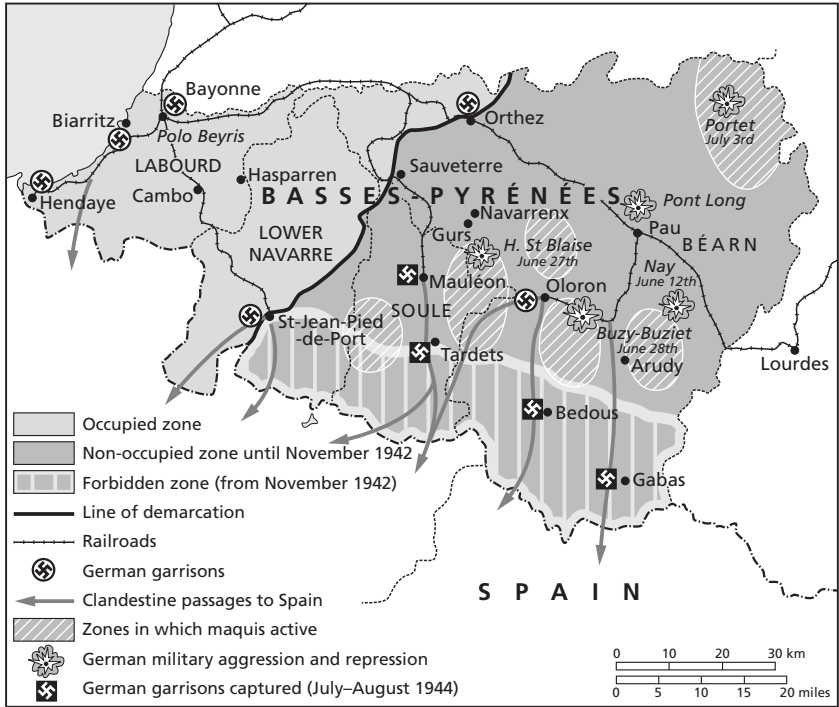 Bayonne
Biarritz
Polo Beyris
Orthez
Portet
July 3rd
LABOURD
Hasparren
Sauveterre
Hendaye
Cambo
BASSES-PYRÉNÉES
Pont Long
Navarrenx
Gurs
Pau
LOWER
NAVARRE
H. St Blaise
June 27th
BÉARN
Nay
June 12th
Mauléon
Oloron
SOULE
St-Jean-Pied
-de-Port
Buzy-Buziet
June 28th
Tardets
Arudy
Lourdes
Bedous
Gabas
Occupied zone
Non-occupied zone until November 1942
Forbidden zone (from November 1942)
Line of demarcation
Railroads
German garrisons
Clandestine passages to Spain
Zones in which maquis active
German military aggression and repression
German garrisons captured (July–August 1944)
SPAIN
0 10 20 30 km
0 5 10 15 20 miles